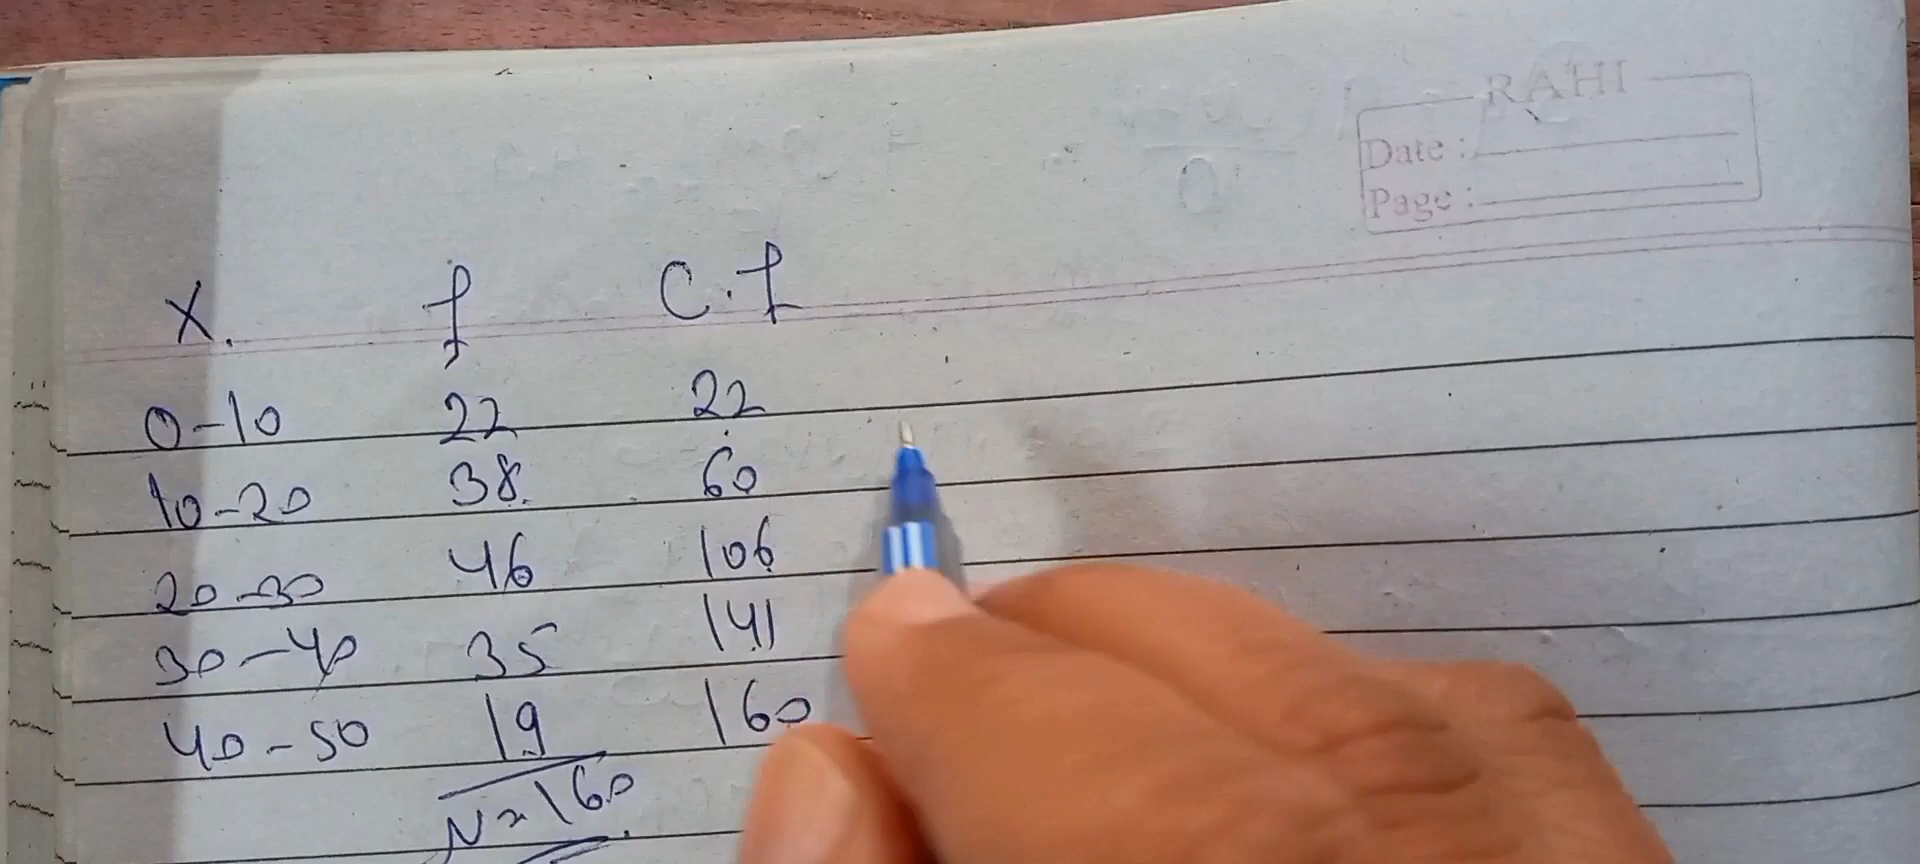 RAHI
Date :
Page :
X. f C.f
0-10 22 22
10-20 38 60
20-30 46 106
30-40 35 141
40-50 19 160
N = 160